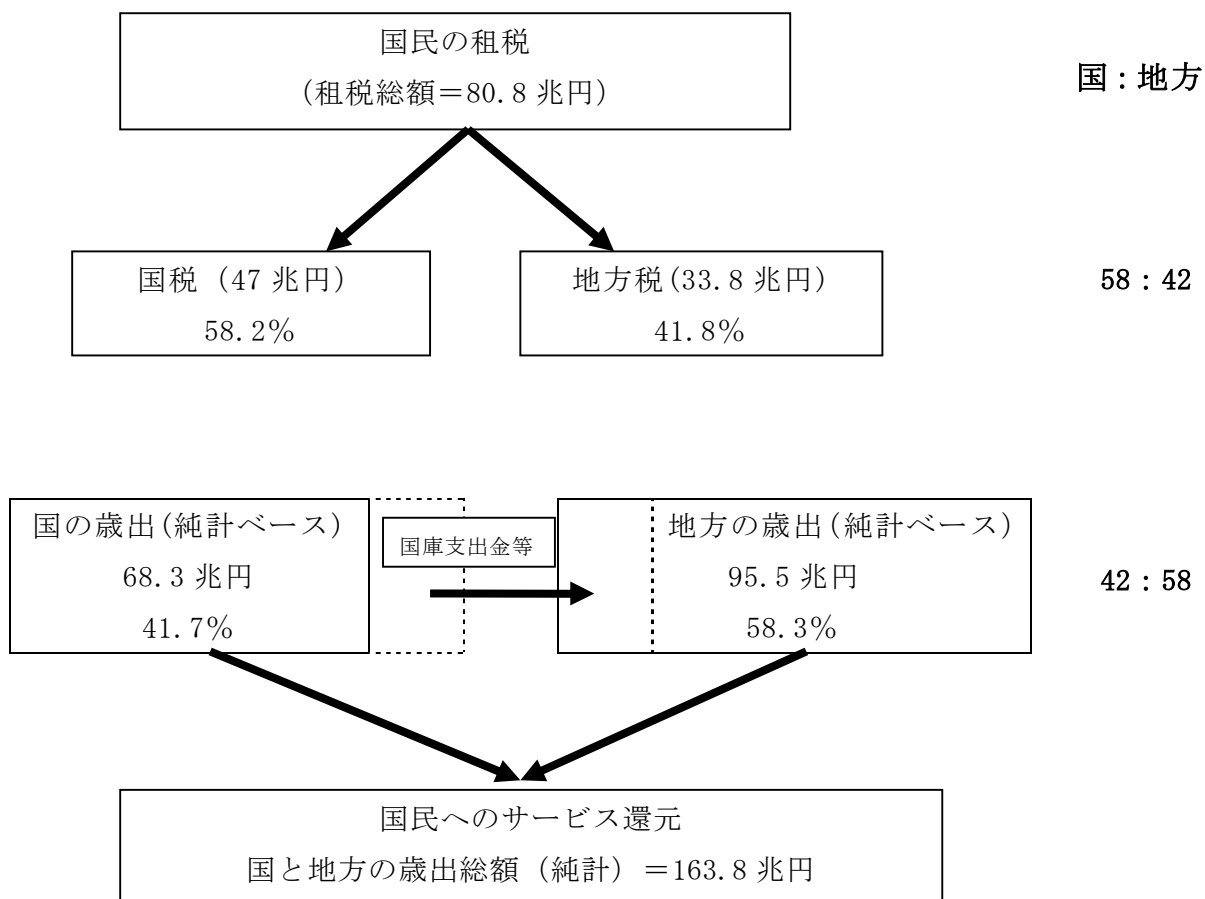 国民の租税
(租税総額＝80.8 兆円)
国：地方
国税 (47 兆円)
58.2%
地方税(33.8 兆円)
41.8%
58：42
国の歳出(純計ベース)
68.3 兆円
41.7%
国庫支出金等
地方の歳出(純計ベース)
95.5 兆円
58.3%
42：58
国民へのサービス還元
国と地方の歳出総額 (純計) ＝163.8 兆円